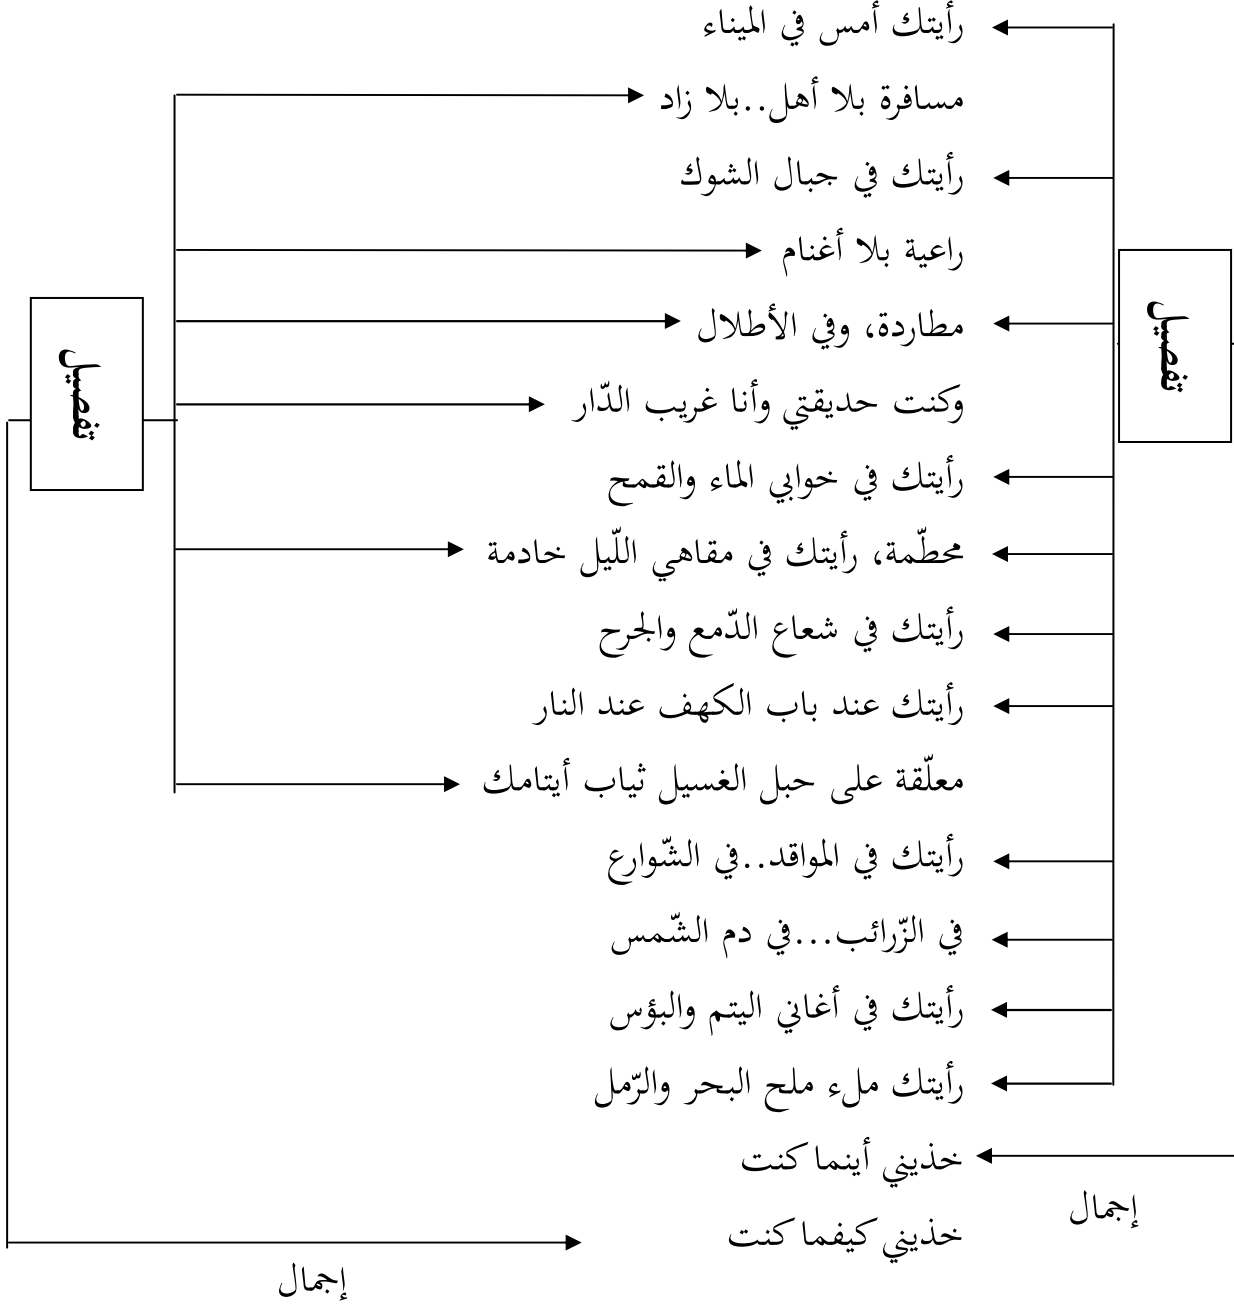 رأيتك أمس في الميناء
مسافرة بلا أهل..بلا زاد
رأيتك في جبال الشوك
راعية بلا أغنام
مطاردة، وفي الأطلال
وكنت حديقتي وأنا غريب الدّار
رأيتك في خوابي الماء والقمح
محطّمة، رأيتك في مقاهي اللّيل خادمة
رأيتك في شعاع الدّمع والجرح
رأيتك عند باب الكهف عند النار
معلّقة على حبل الغسيل ثياب أيتامك
رأيتك في المواقد..في الشّوارع
في الزّرائب...في دم الشّمس
رأيتك في أغاني اليتم والبؤس
رأيتك ملء ملح البحر والرّمل
خذيني أينما كنت
خذيني كيفما كنت
تفصيل
تفصيل
إجمال
إجمال